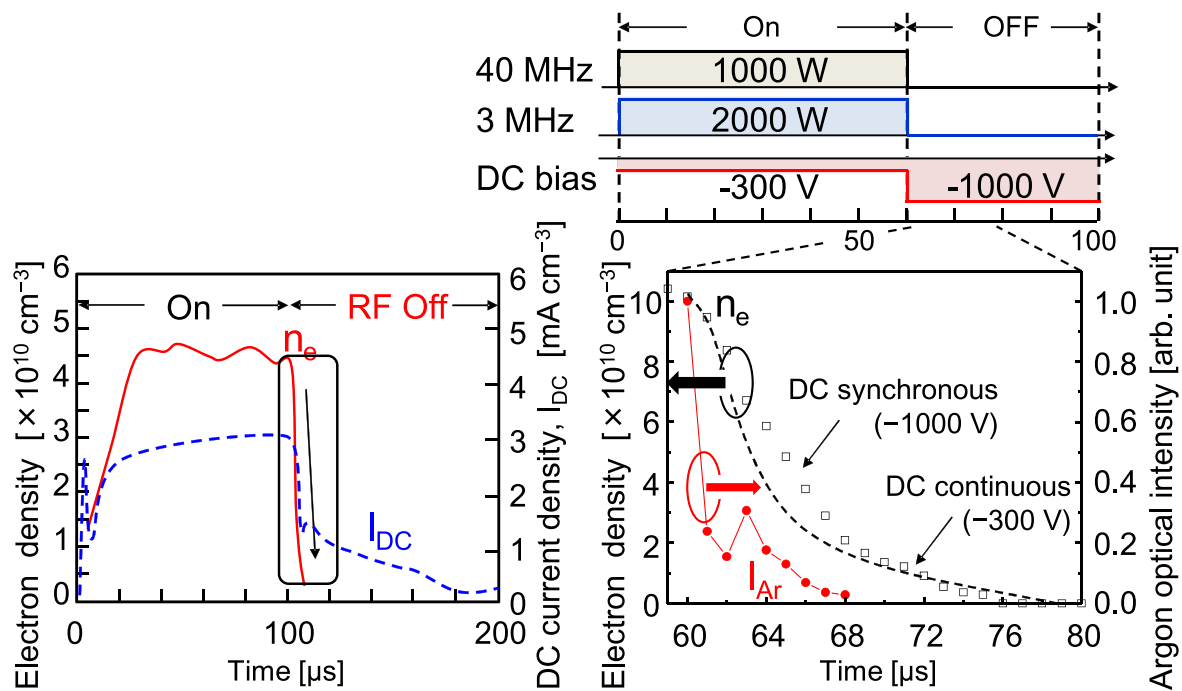 On OFF
40 MHz 1000 W
3 MHz 2000 W
DC bias -300 V -1000 V
0 50 100
Electron density [×10¹⁰ cm⁻³]
6
5
4
3
2
1
0
On RF Off
nₑ
I_DC
6
5
4
3
2
1
0
DC current density, I_DC [mA cm⁻³]
0 100 200
Time [µs]
Electron density [×10¹⁰ cm⁻³]
10
8
6
4
2
0
nₑ
DC synchronous
(−1000 V)
DC continuous
(−300 V)
I_Ar
1.0
0.8
0.6
0.4
0.2
0.0
Argon optical intensity [arb. unit]
60 64 68 72 76 80
Time [µs]